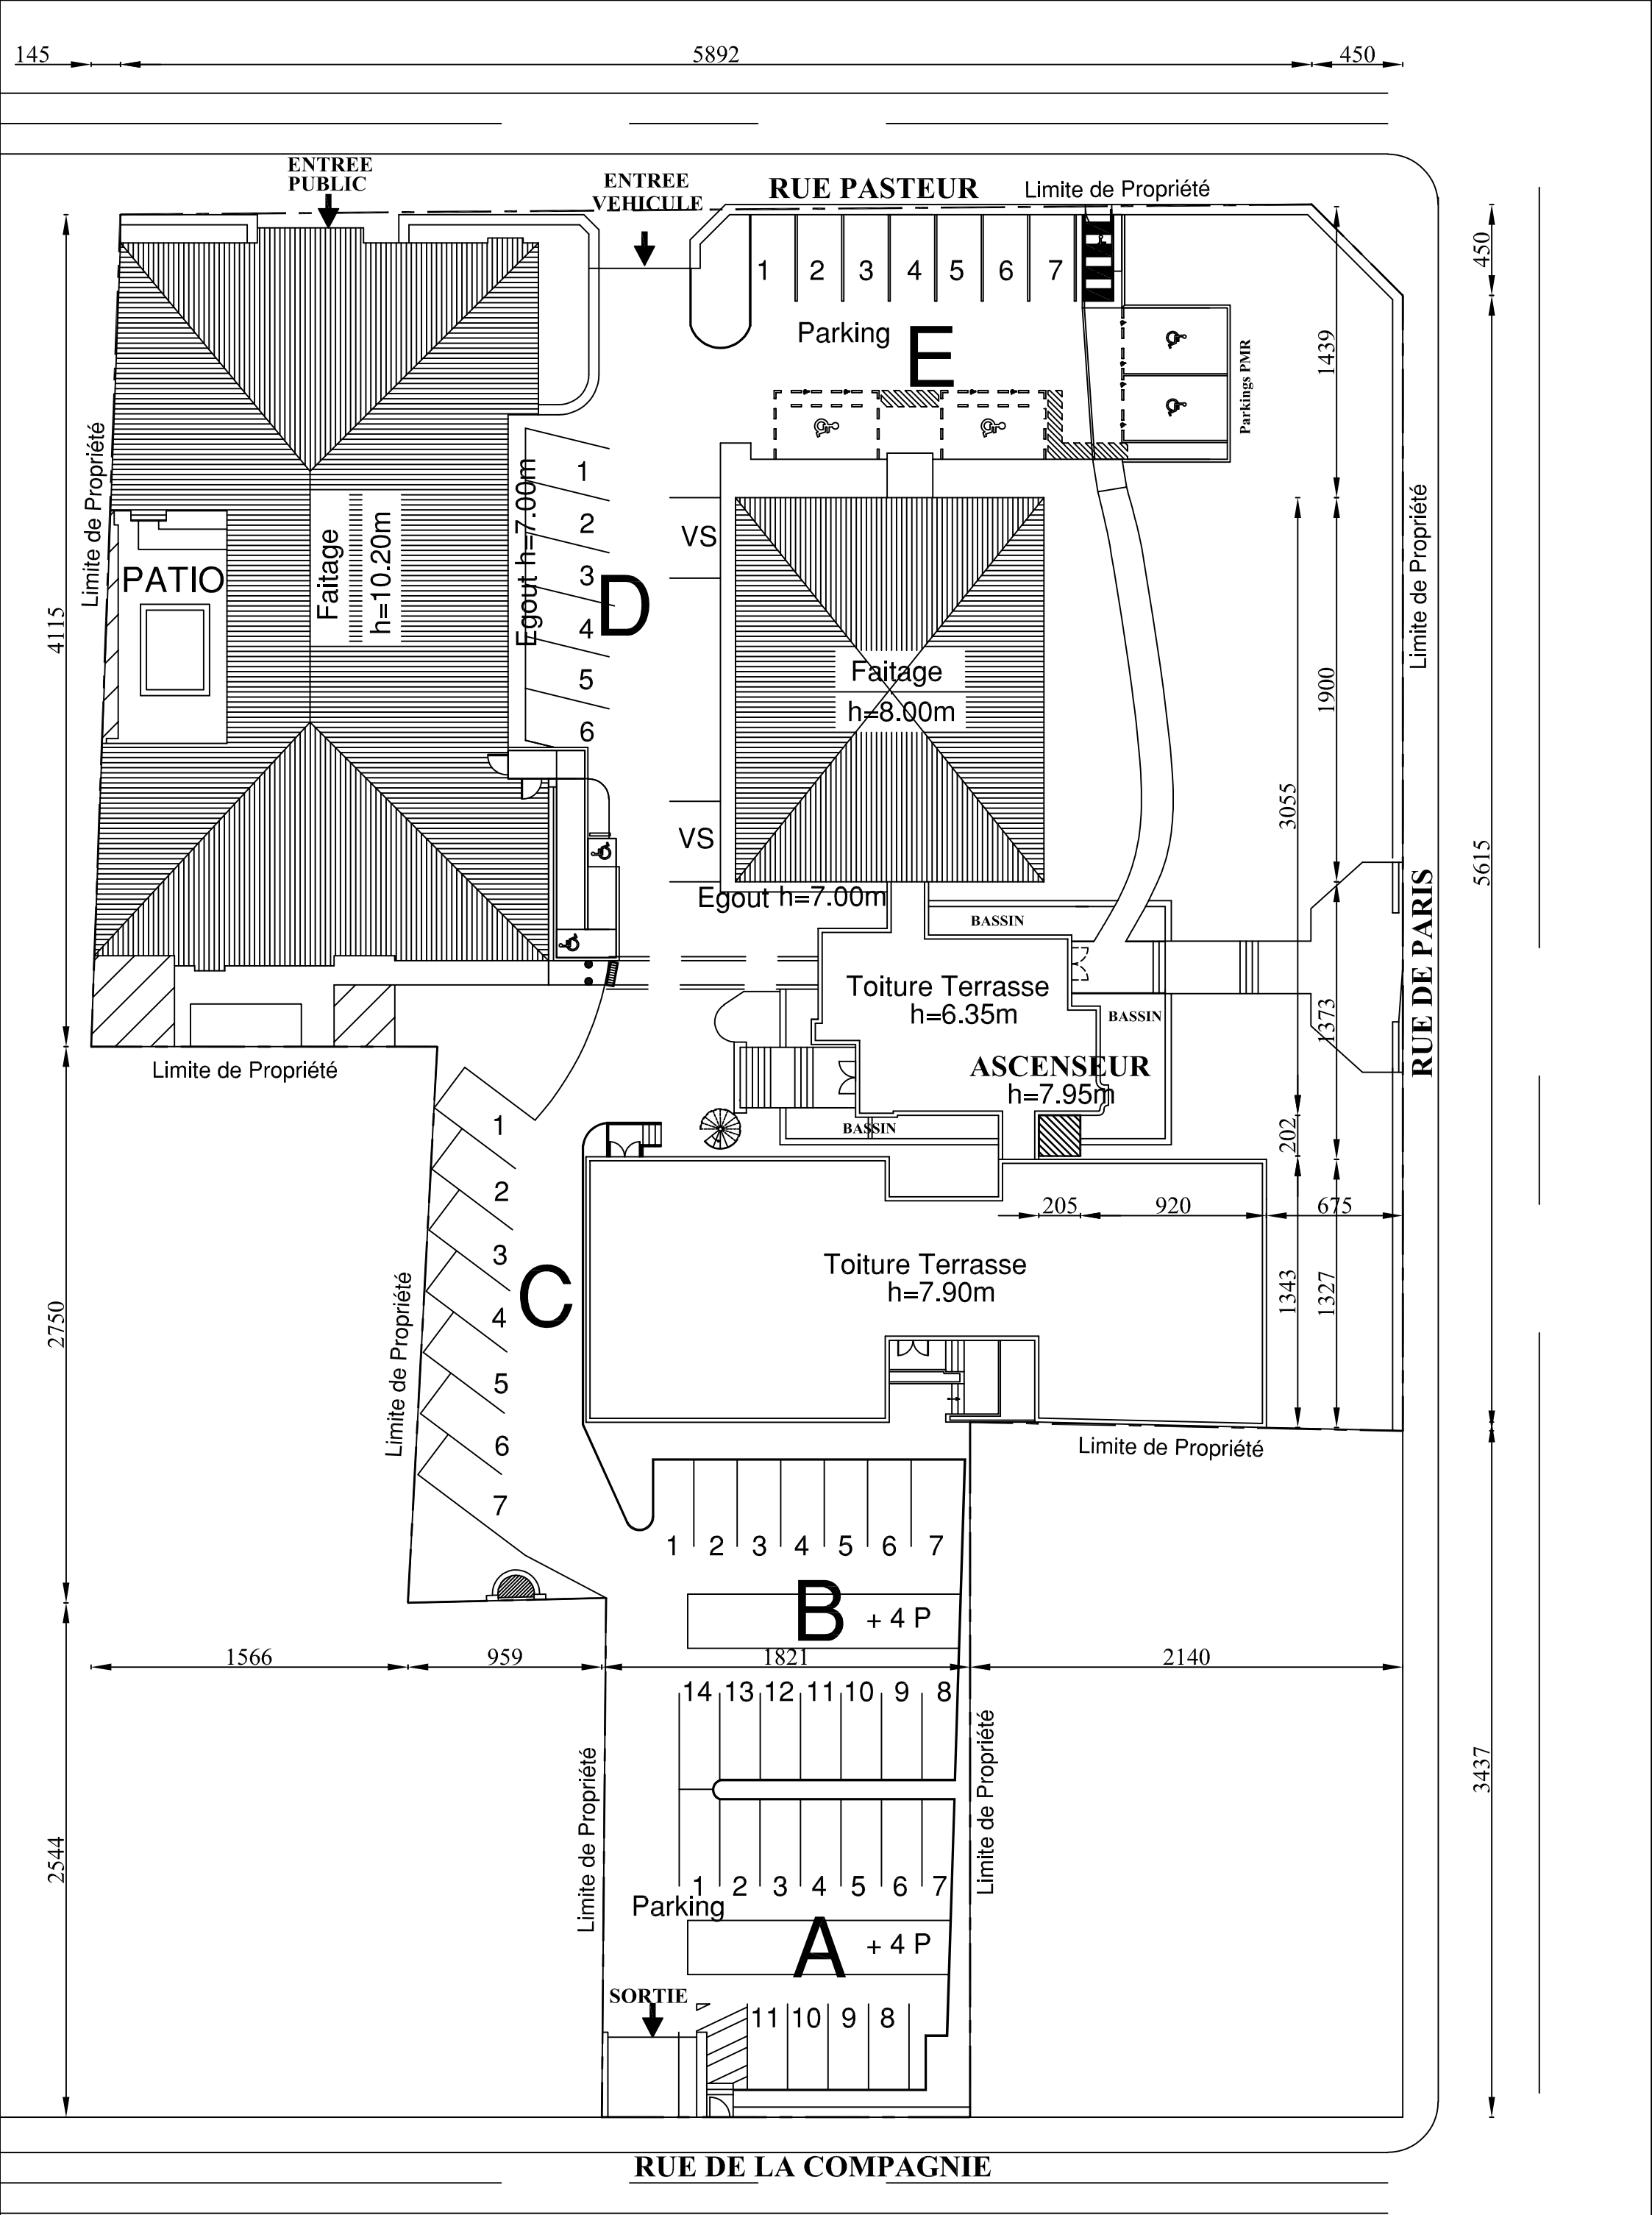 145
5892
450
ENTREE
PUBLIC
ENTREE
VEHICULE
RUE PASTEUR
Limite de Propriété
450
1 2 3 4 5 6 7
Parking
E
Parkings PMR
1439
Limite de Propriété
Limite de Propriété
4115
PATIO
Faitage
h=10.20m
Egout h=7.00m
1
2
3
4
5
6
D
VS
VS
Faitage
h=8.00m
Egout h=7.00m
1900
3055
5615
BASSIN
Toiture Terrasse
h=6.35m
BASSIN
ASCENSEUR
h=7.95m
BASSIN
1373
202
RUE DE PARIS
Limite de Propriété
1
2
3
4
5
6
7
C
Limite de Propriété
2750
205
920
675
Toiture Terrasse
h=7.90m
1343
1327
Limite de Propriété
1 2 3 4 5 6 7
B + 4 P
1566
959
1821
2140
14 13 12 11 10 9 8
Limite de Propriété
Limite de Propriété
3437
2544
1 2 3 4 5 6 7
Parking
A + 4 P
SORTIE
11 10 9 8
RUE DE LA COMPAGNIE